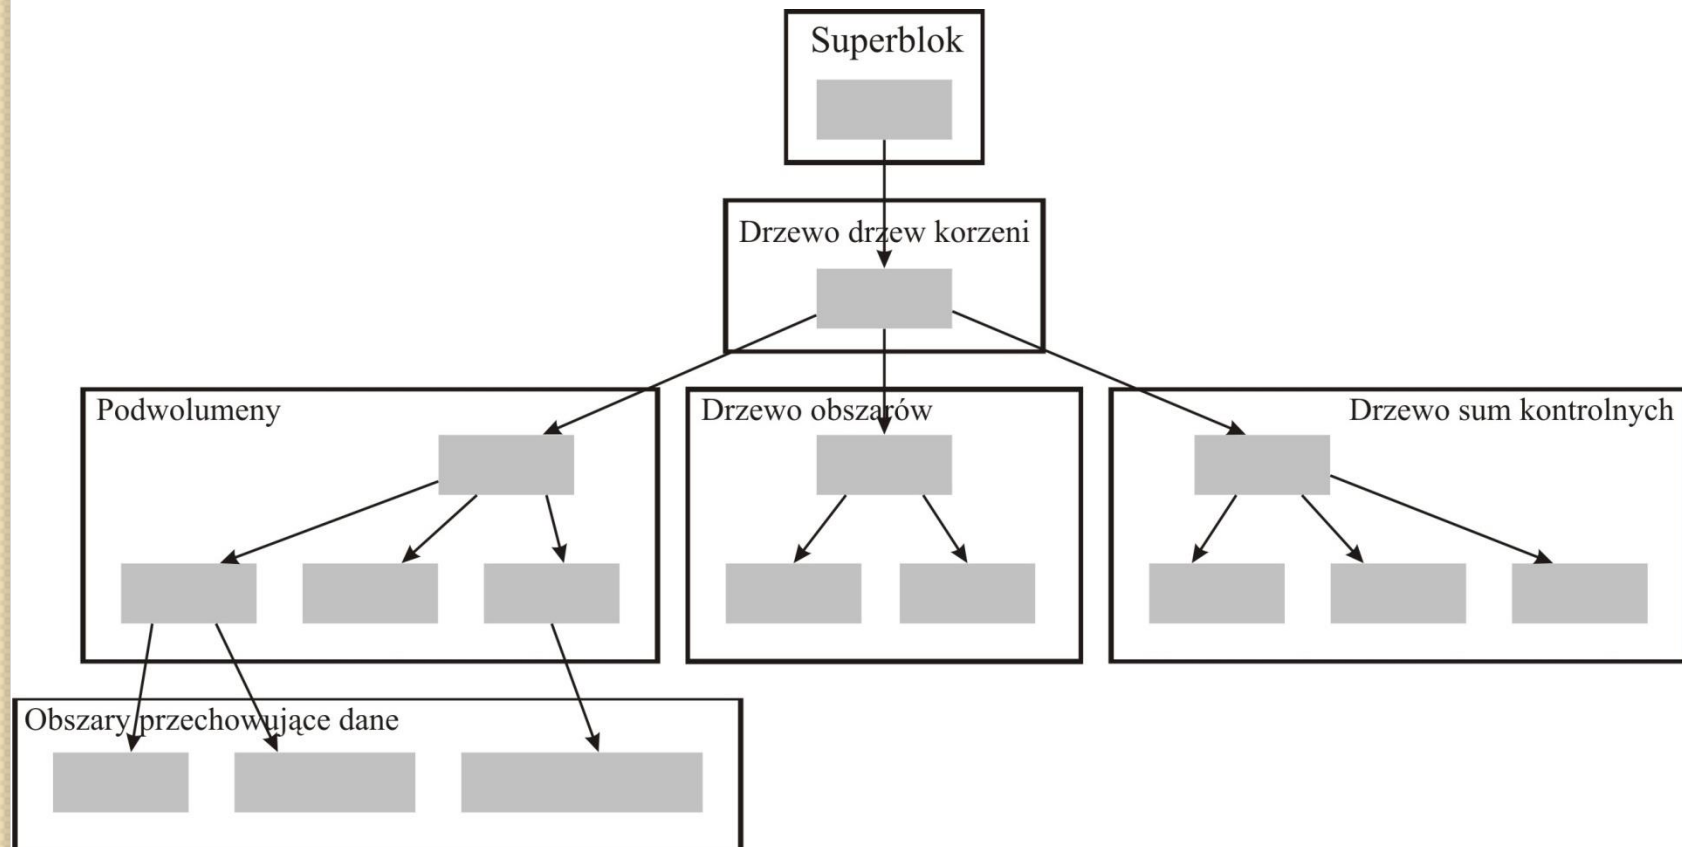 Superblok
Drzewo drzew korzeni
Podwolumeny
Drzewo obszarów
Drzewo sum kontrolnych
Obszary przechowujące dane